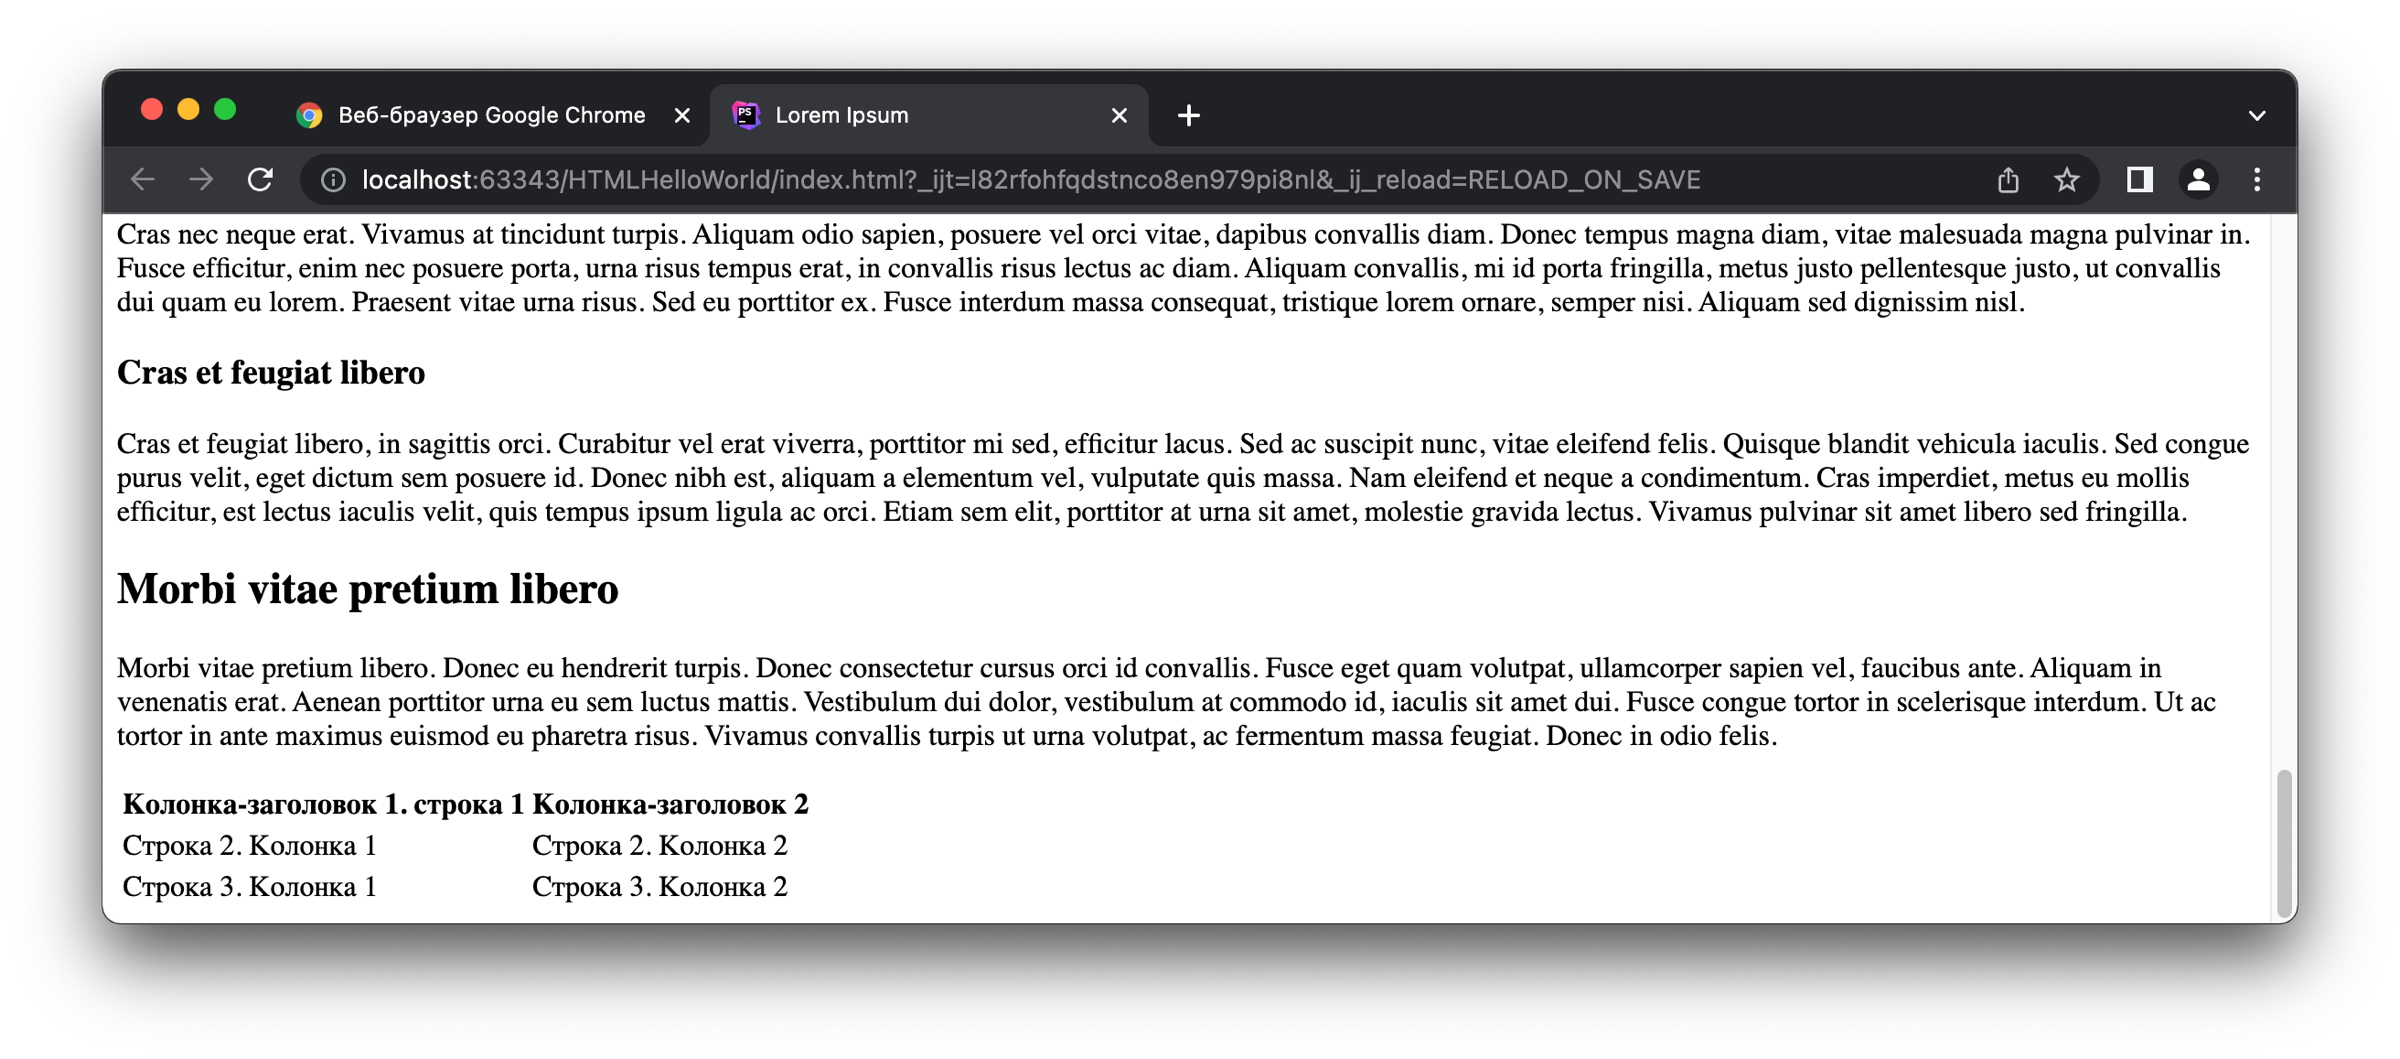 Веб-браузер Google Chrome
PS
Lorem Ipsum
localhost:63343/HTMLHelloWorld/index.html?_ijt=l82rfohfqdstnco8en979pi8nl&_ij_reload=RELOAD_ON_SAVE
Cras nec neque erat. Vivamus at tincidunt turpis. Aliquam odio sapien, posuere vel orci vitae, dapibus convallis diam. Donec tempus magna diam, vitae malesuada magna pulvinar in.
Fusce efficitur, enim nec posuere porta, urna risus tempus erat, in convallis risus lectus ac diam. Aliquam convallis, mi id porta fringilla, metus justo pellentesque justo, ut convallis
dui quam eu lorem. Praesent vitae urna risus. Sed eu porttitor ex. Fusce interdum massa consequat, tristique lorem ornare, semper nisi. Aliquam sed dignissim nisl.
Cras et feugiat libero
Cras et feugiat libero, in sagittis orci. Curabitur vel erat viverra, porttitor mi sed, efficitur lacus. Sed ac suscipit nunc, vitae eleifend felis. Quisque blandit vehicula iaculis. Sed congue
purus velit, eget dictum sem posuere id. Donec nibh est, aliquam a elementum vel, vulputate quis massa. Nam eleifend et neque a condimentum. Cras imperdiet, metus eu mollis
efficitur, est lectus iaculis velit, quis tempus ipsum ligula ac orci. Etiam sem elit, porttitor at urna sit amet, molestie gravida lectus. Vivamus pulvinar sit amet libero sed fringilla.
Morbi vitae pretium libero
Morbi vitae pretium libero. Donec eu hendrerit turpis. Donec consectetur cursus orci id convallis. Fusce eget quam volutpat, ullamcorper sapien vel, faucibus ante. Aliquam in
venenatis erat. Aenean porttitor urna eu sem luctus mattis. Vestibulum dui dolor, vestibulum at commodo id, iaculis sit amet dui. Fusce congue tortor in scelerisque interdum. Ut ac
tortor in ante maximus euismod eu pharetra risus. Vivamus convallis turpis ut urna volutpat, ac fermentum massa feugiat. Donec in odio felis.
Колонка-заголовок 1. строка 1 Колонка-заголовок 2
Строка 2. Колонка 1 Строка 2. Колонка 2
Строка 3. Колонка 1 Строка 3. Колонка 2